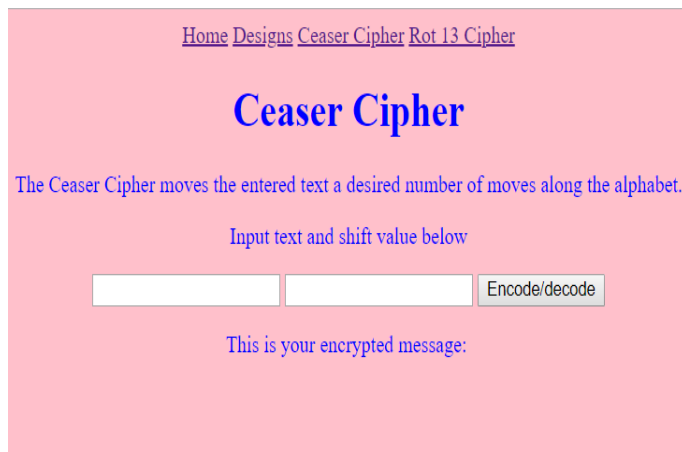 Home Designs Ceaser Cipher Rot 13 Cipher
Ceaser Cipher
The Ceaser Cipher moves the entered text a desired number of moves along the alphabet.
Input text and shift value below
Encode/decode
This is your encrypted message: